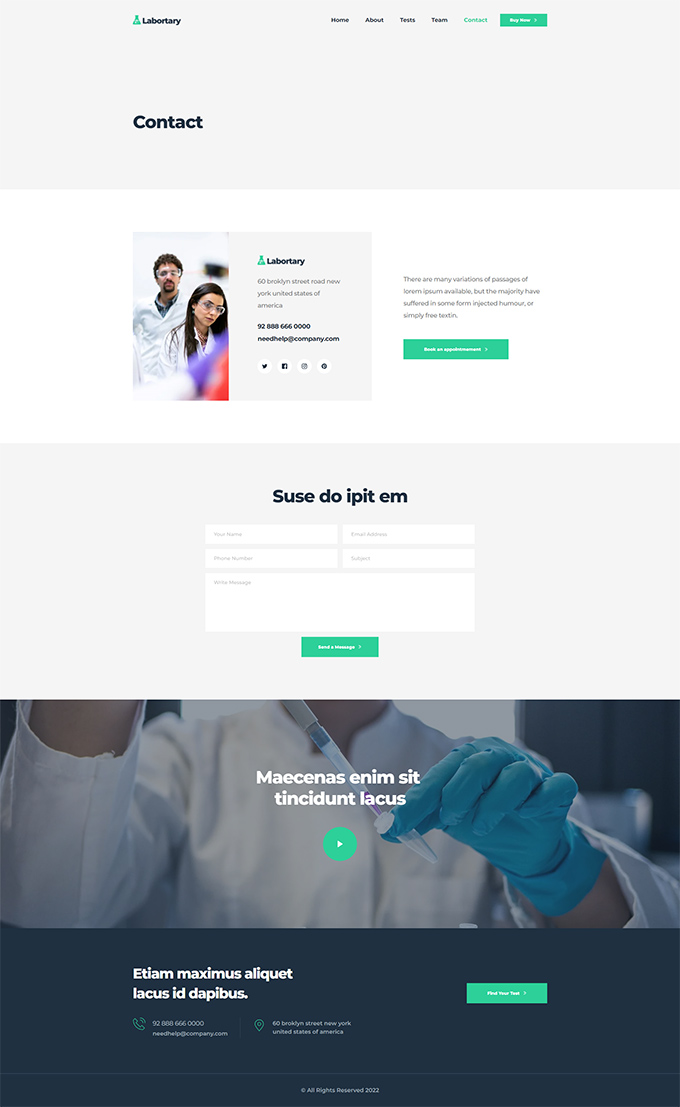 Labortary
Home About Tests Team Contact Buy Now
Contact
Labortary
60 broklyn street road new
york united states of
america
92 888 666 0000
needhelp@company.com
There are many variations of passages of
lorem ipsum available, but the majority have
suffered in some form injected humour, or
simply free textin.
Book an appointmament
Suse do ipit em
Your Name Email Address
Phone Number Subject
Write Message
Send a Message
Maecenas enim sit
tincidunt lacus
Etiam maximus aliquet
lacus id dapibus.
Find Your Test
92 888 666 0000
needhelp@company.com
60 broklyn street new york
united states of america
© All Rights Reserved 2022